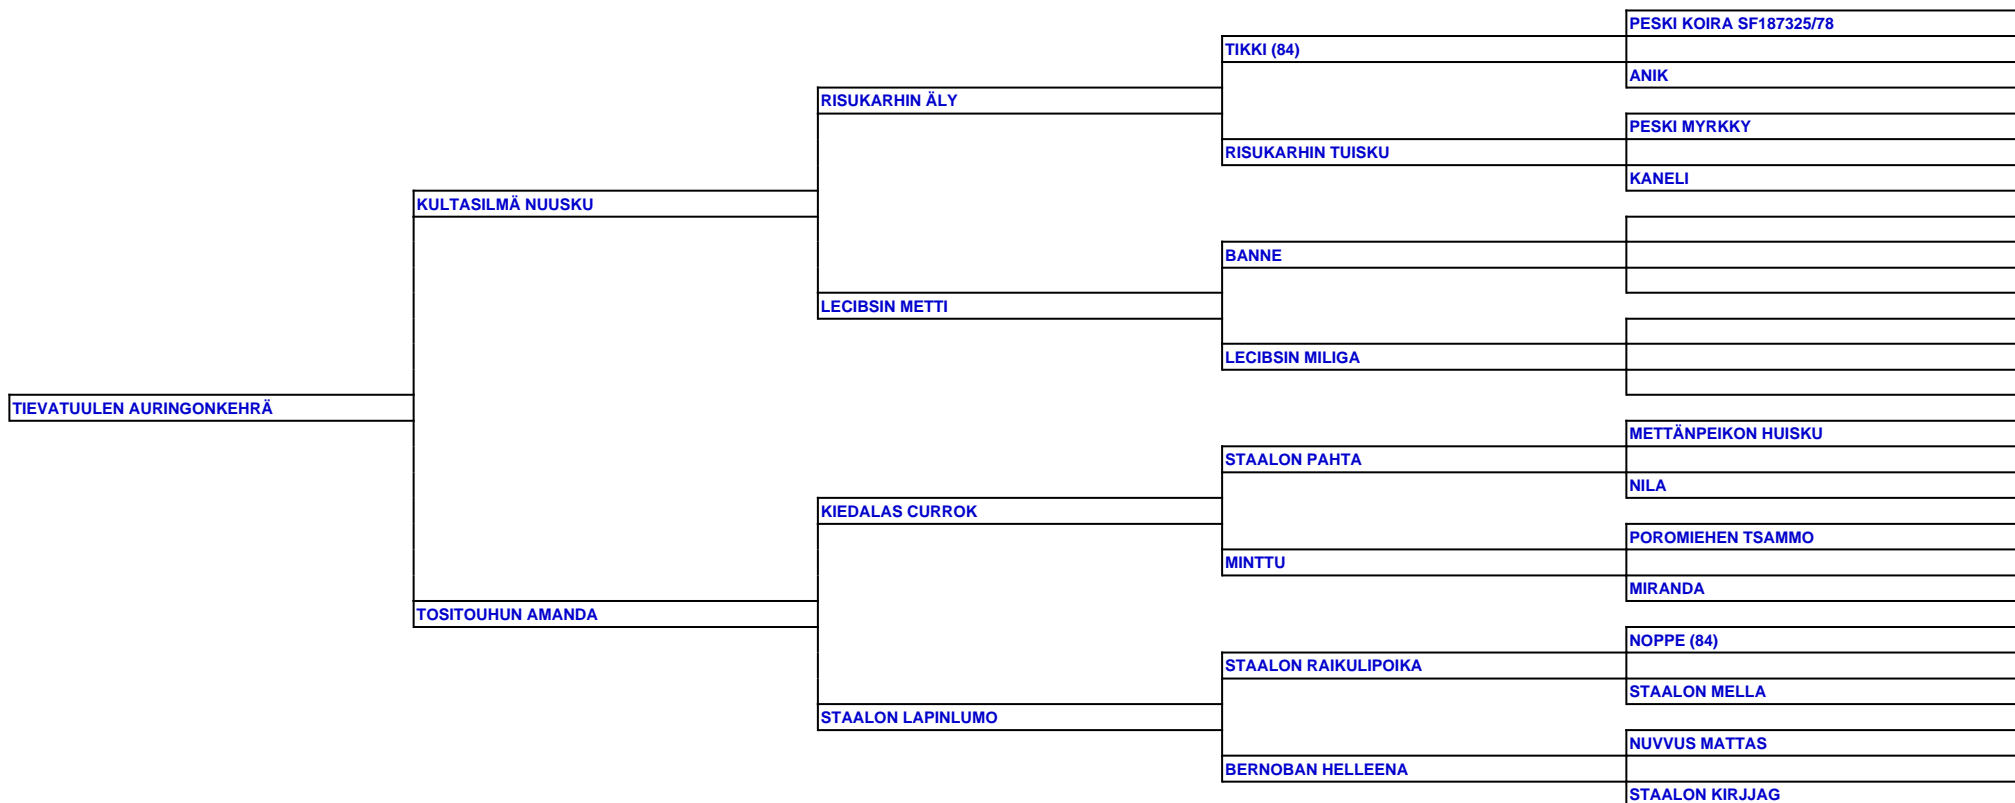 PESKI KOIRA SF187325/78
TIKKI (84)
ANIK
RISUKARHIN ÄLY
PESKI MYRKKY
RISUKARHIN TUISKU
KANELI
KULTASILMÄ NUUSKU
BANNE
LECIBSIN METTI
LECIBSIN MILIGA
TIEVATUULEN AURINGONKEHRÄ
METTÄNPEIKON HUISKU
STAALON PAHTA
NILA
KIEDALAS CURROK
POROMIEHEN TSAMMO
MINTTU
MIRANDA
TOSITOUHUN AMANDA
NOPPE (84)
STAALON RAIKULIPOIKA
STAALON MELLA
STAALON LAPINLUMO
NUVVUS MATTAS
BERNOBAN HELLEENA
STAALON KIRJJAG